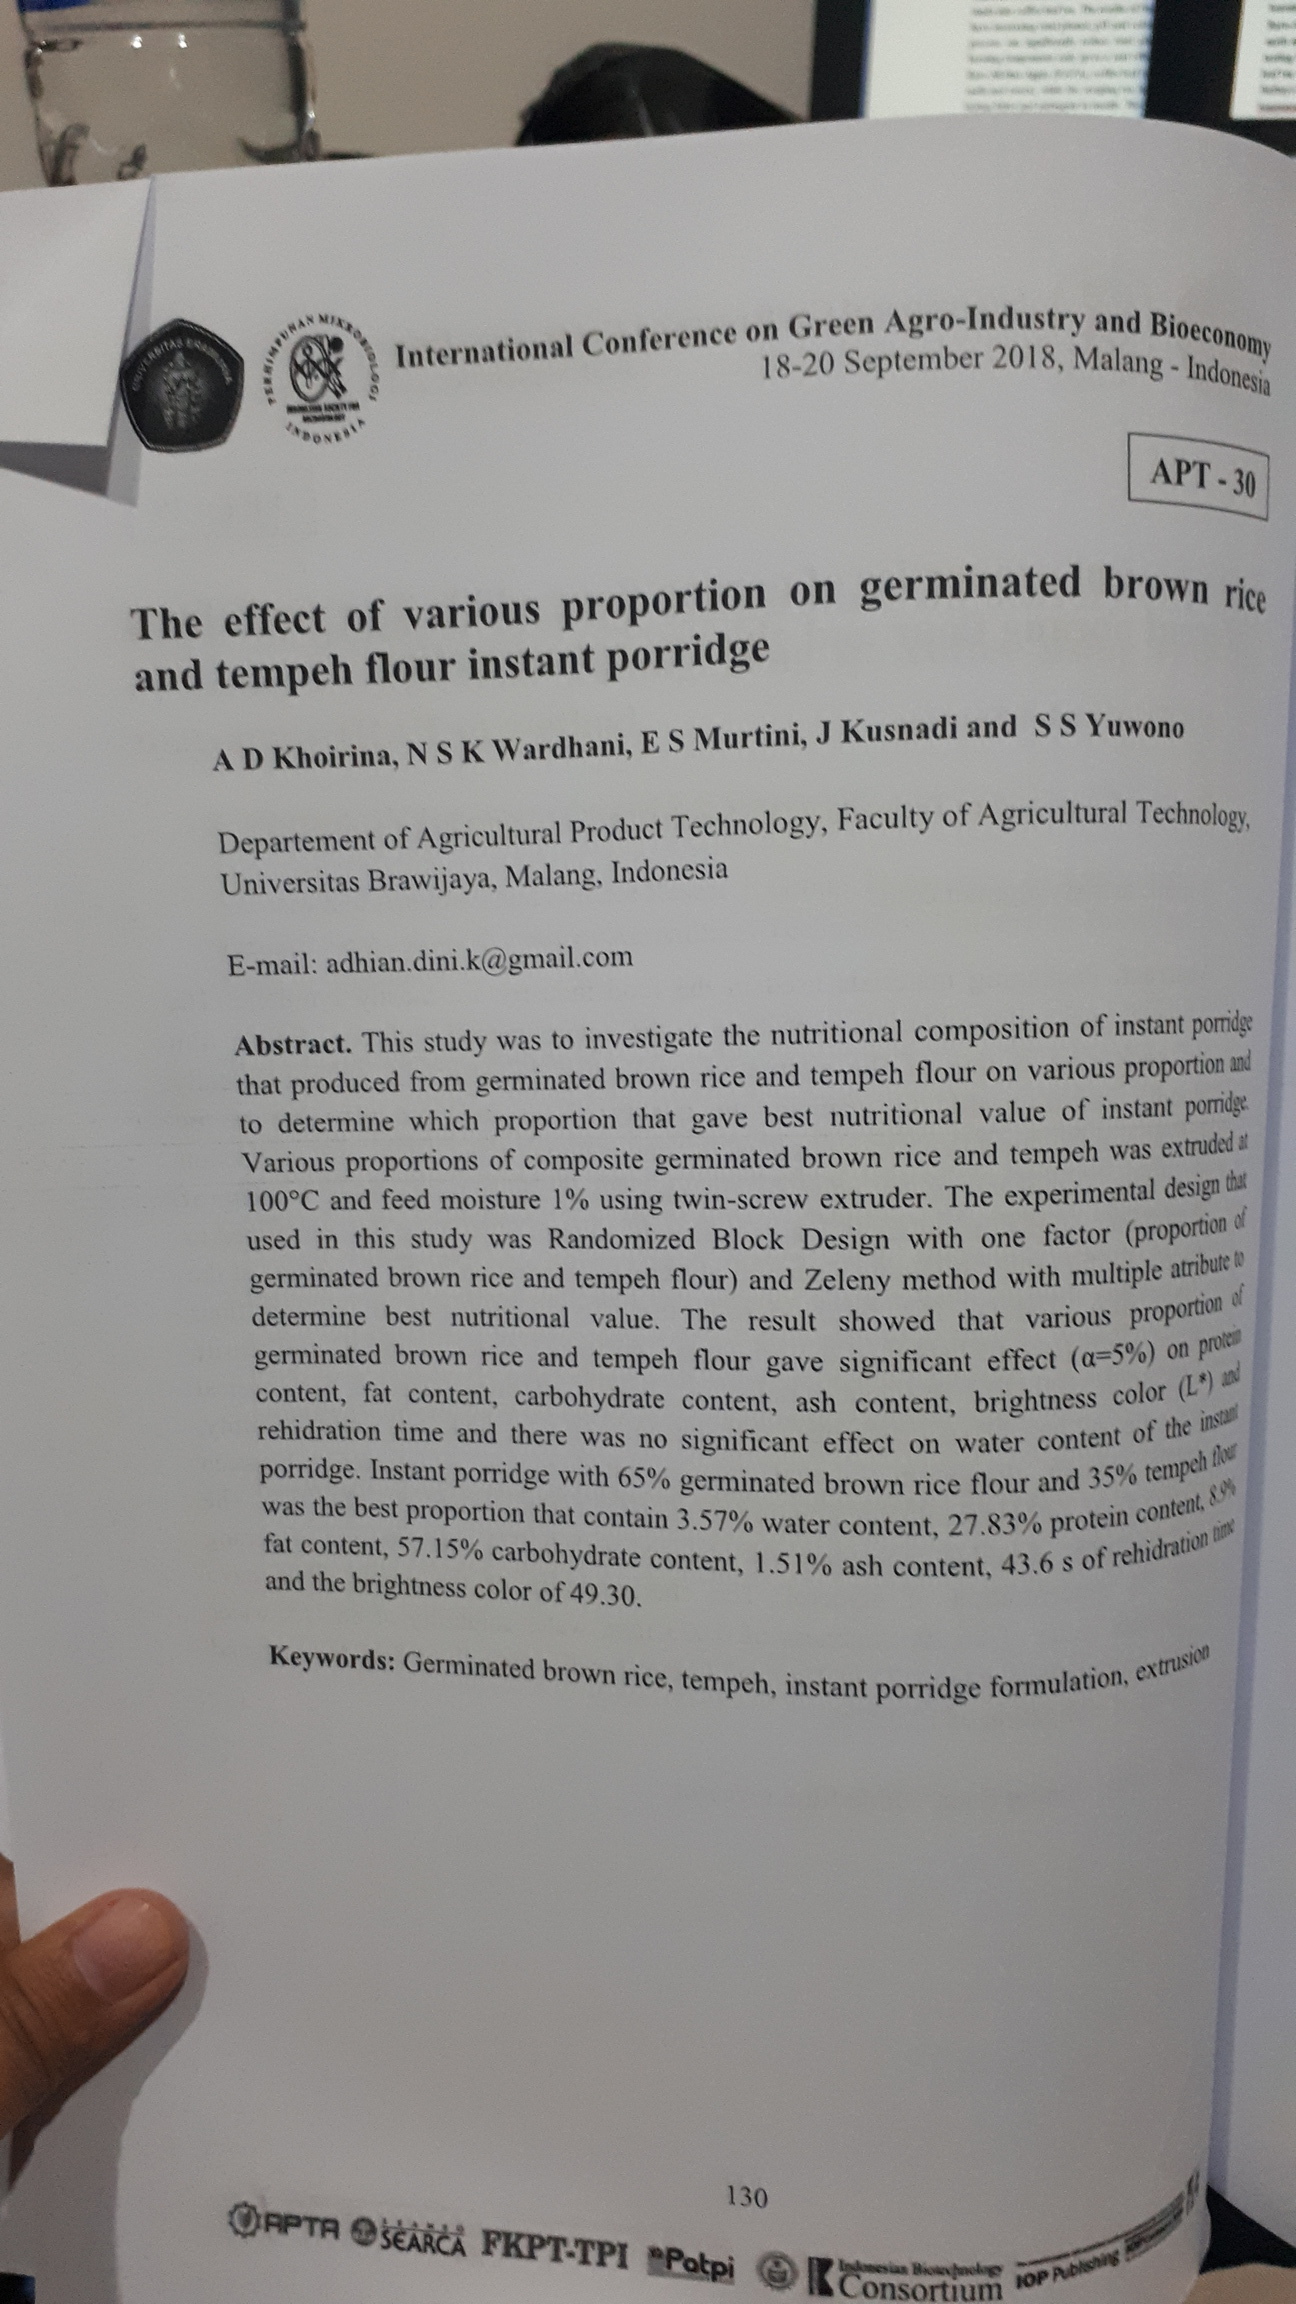 UNIVERSITAS BRAWIJAYA
PERHIMPUNAN MIKROBIOLOGI
INDONESIA
International Conference on Green Agro-Industry and Bioeconomy
18-20 September 2018, Malang - Indonesia
APT - 30
The effect of various proportion on germinated brown rice
and tempeh flour instant porridge
A D Khoirina, N S K Wardhani, E S Murtini, J Kusnadi and S S Yuwono
Departement of Agricultural Product Technology, Faculty of Agricultural Technology,
Universitas Brawijaya, Malang, Indonesia
E-mail: adhian.dini.k@gmail.com
Abstract. This study was to investigate the nutritional composition of instant porridge
that produced from germinated brown rice and tempeh flour on various proportion and
to determine which proportion that gave best nutritional value of instant porridge.
Various proportions of composite germinated brown rice and tempeh was extruded at
100°C and feed moisture 1% using twin-screw extruder. The experimental design that
used in this study was Randomized Block Design with one factor (proportion of
germinated brown rice and tempeh flour) and Zeleny method with multiple atribute to
determine best nutritional value. The result showed that various proportion of
germinated brown rice and tempeh flour gave significant effect (α=5%) on protein
content, fat content, carbohydrate content, ash content, brightness color (L*) and
rehidration time and there was no significant effect on water content of the instant
porridge. Instant porridge with 65% germinated brown rice flour and 35% tempeh flour
was the best proportion that contain 3.57% water content, 27.83% protein content, 8.9%
fat content, 57.15% carbohydrate content, 1.51% ash content, 43.6 s of rehidration time
and the brightness color of 49.30.
Keywords: Germinated brown rice, tempeh, instant porridge formulation, extrusion
130
APTA SEARCA FKPT-TPI Patpi Indonesian Biotechnology Consortium IOP Publishing